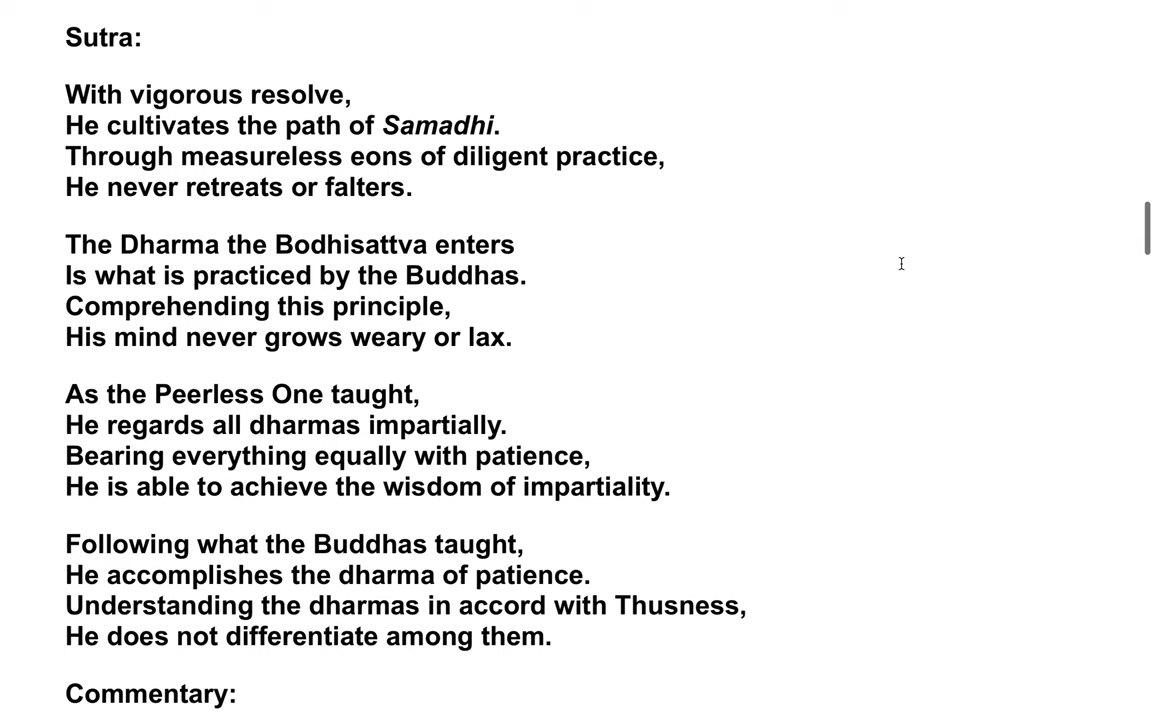 Sutra:
With vigorous resolve,
He cultivates the path of Samadhi.
Through measureless eons of diligent practice,
He never retreats or falters.
The Dharma the Bodhisattva enters
Is what is practiced by the Buddhas.
Comprehending this principle,
His mind never grows weary or lax.
As the Peerless One taught,
He regards all dharmas impartially.
Bearing everything equally with patience,
He is able to achieve the wisdom of impartiality.
Following what the Buddhas taught,
He accomplishes the dharma of patience.
Understanding the dharmas in accord with Thusness,
He does not differentiate among them.
Commentary: